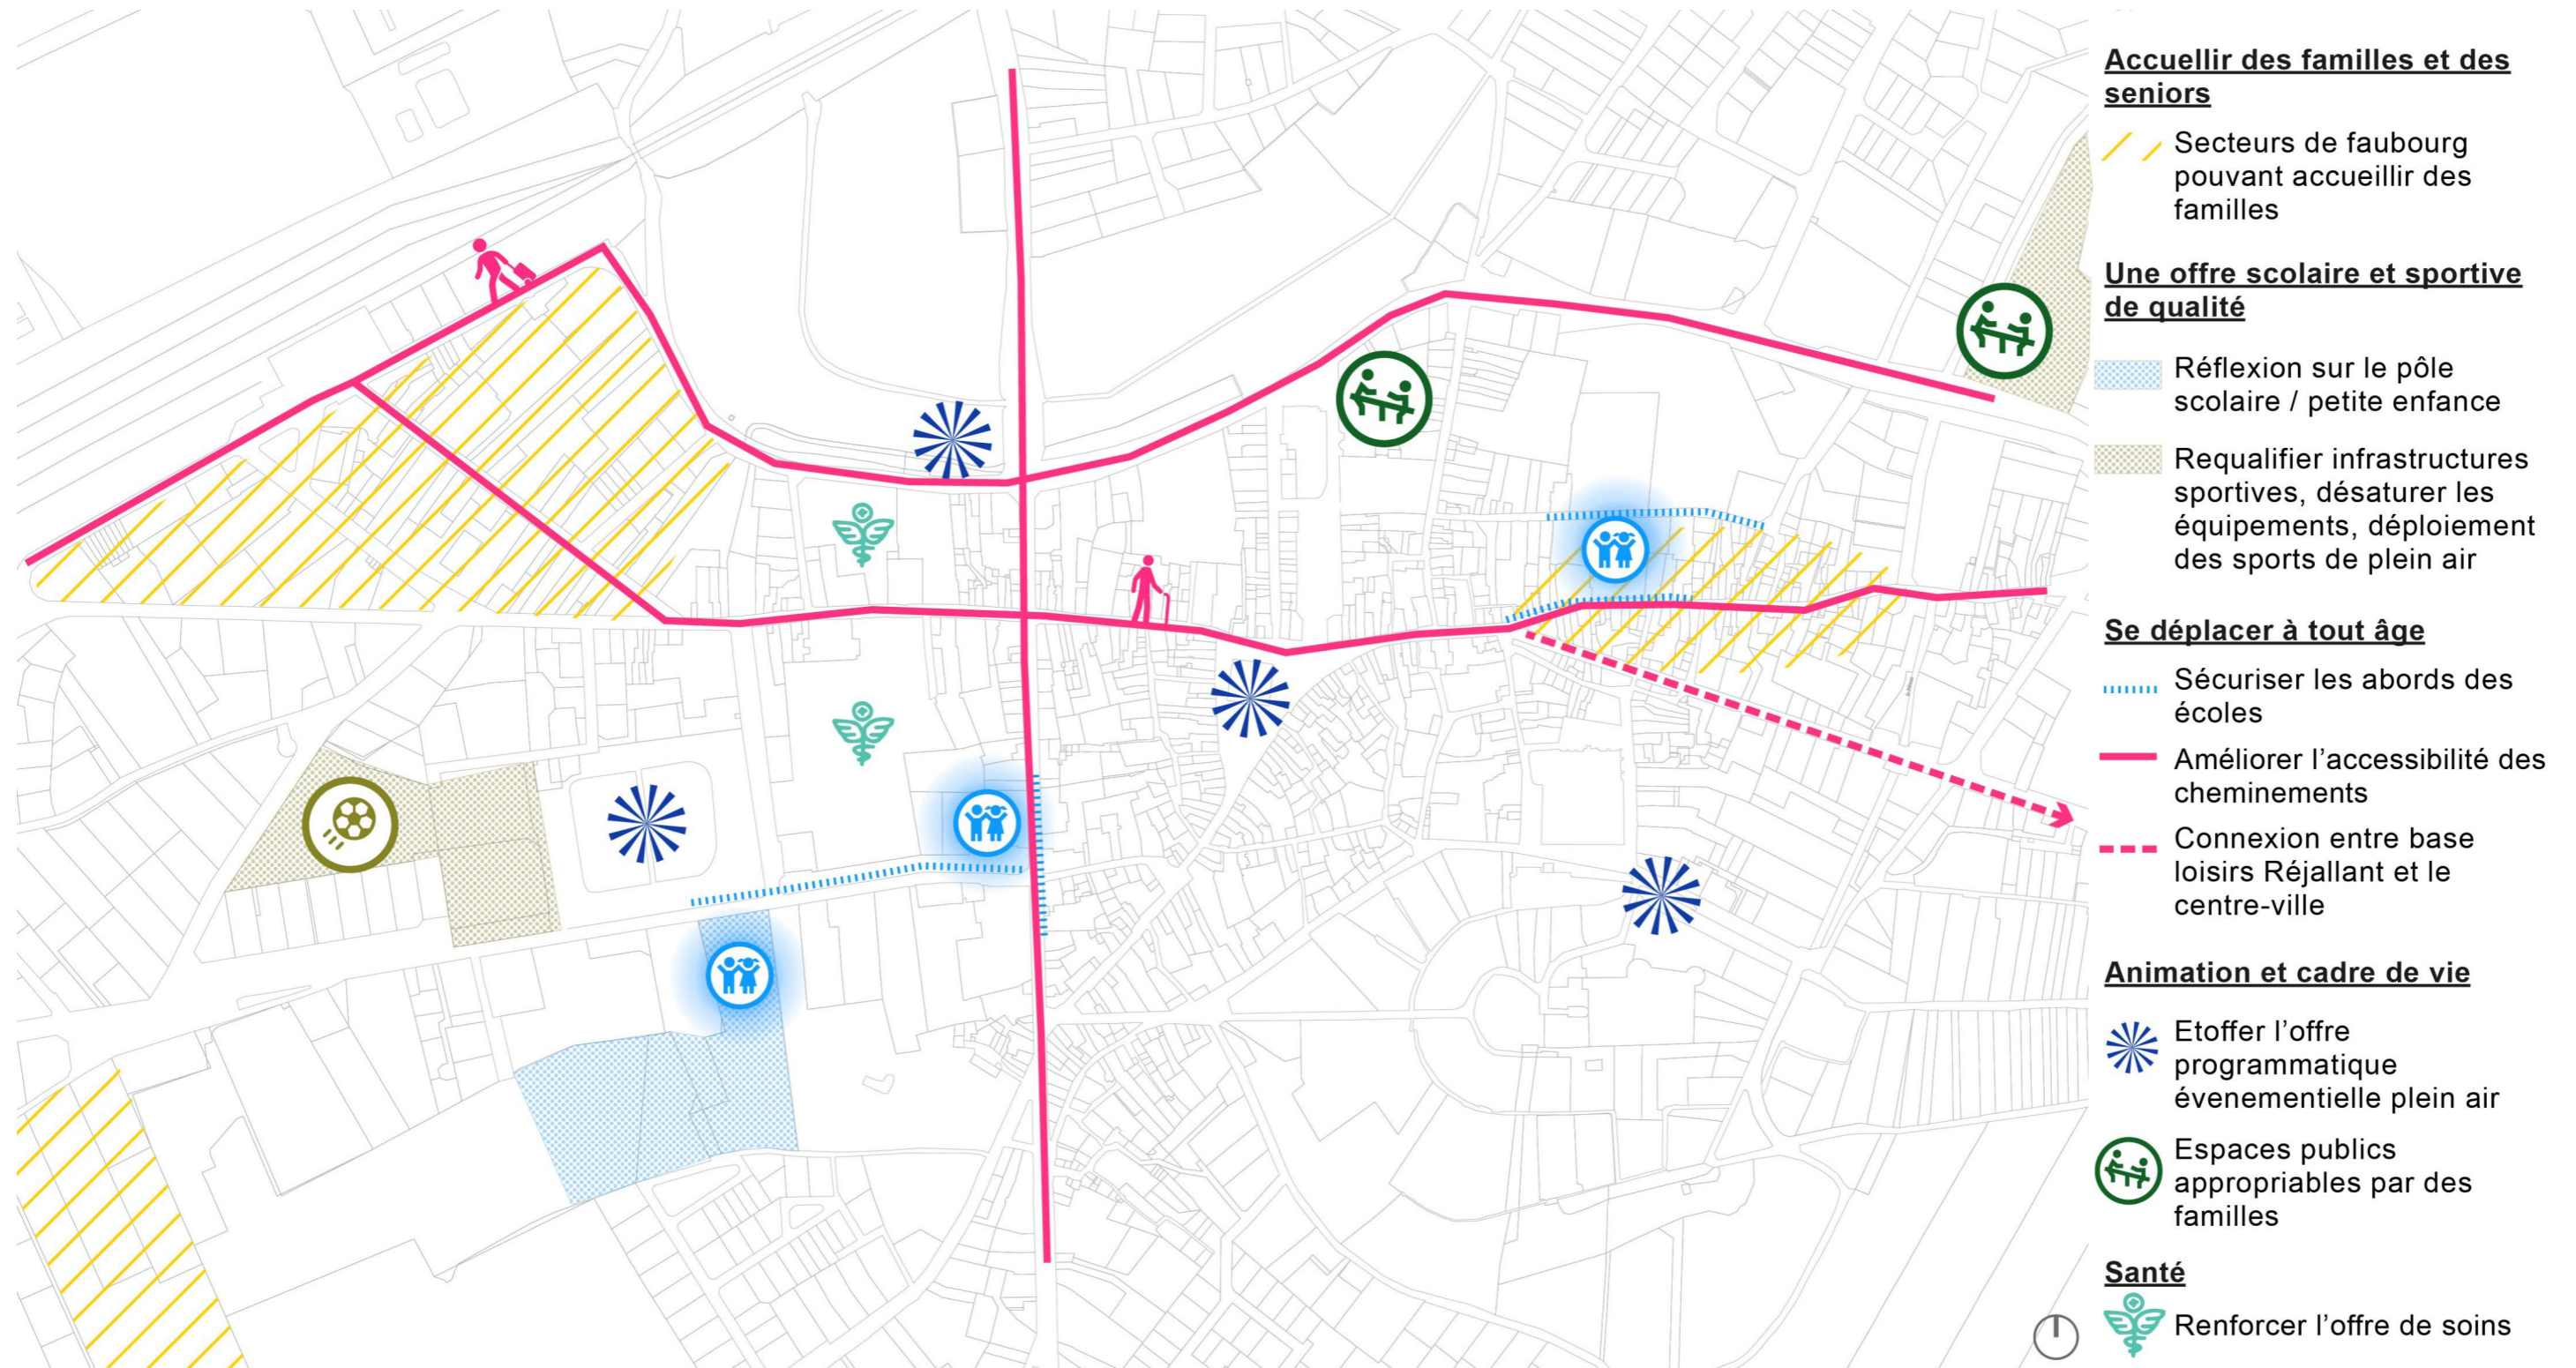 Accuellir des familles et des
seniors
Secteurs de faubourg
pouvant accueillir des
familles
Une offre scolaire et sportive
de qualité
Réflexion sur le pôle
scolaire / petite enfance
Requalifier infrastructures
sportives, désaturer les
équipements, déploiement
des sports de plein air
Se déplacer à tout âge
Sécuriser les abords des
écoles
Améliorer l'accessibilité des
cheminements
Connexion entre base
loisirs Réjallant et le
centre-ville
Animation et cadre de vie
Etoffer l'offre
programmatique
évenementielle plein air
Espaces publics
appropriables par des
familles
Santé
Renforcer l'offre de soins